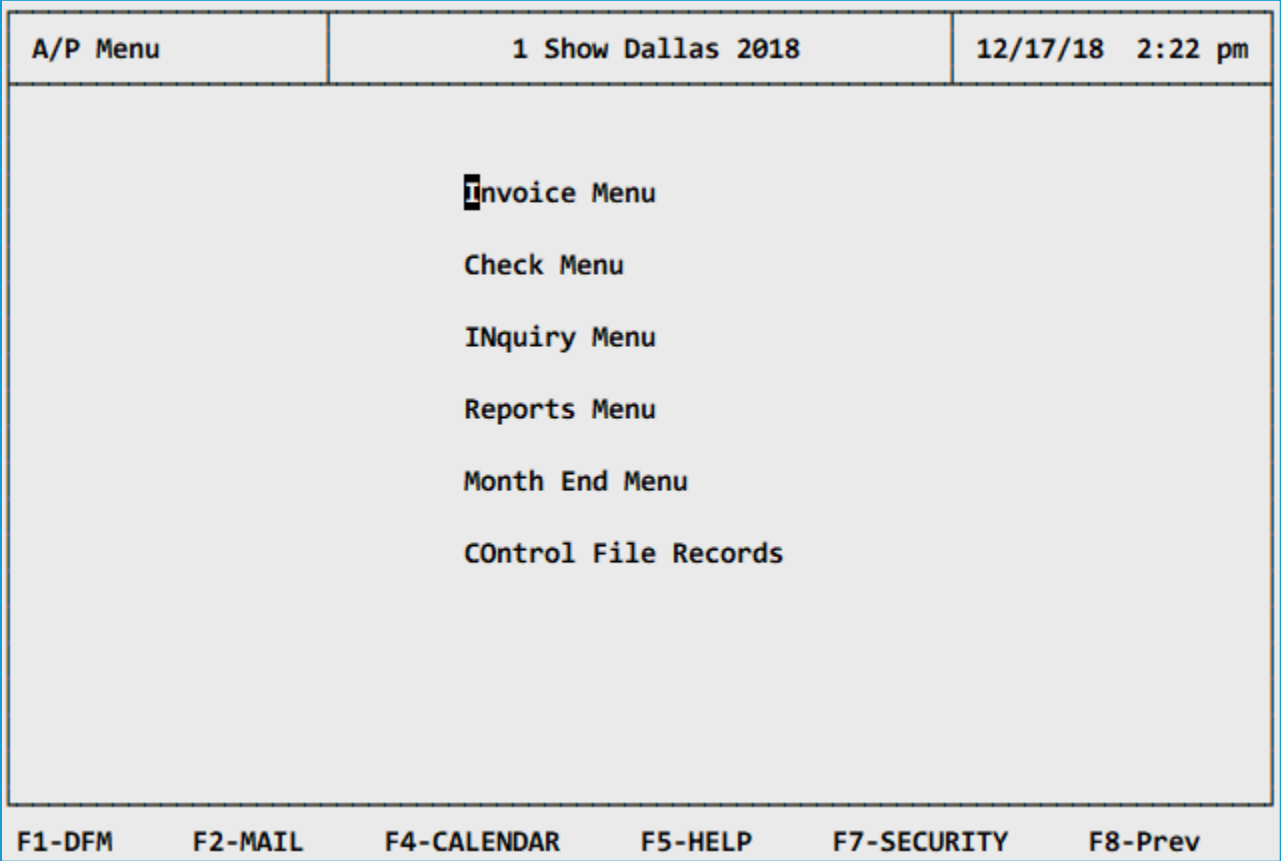 A/P Menu 1 Show Dallas 2018 12/17/18 2:22 pm
Invoice Menu
Check Menu
INquiry Menu
Reports Menu
Month End Menu
COntrol File Records
F1-DFM F2-MAIL F4-CALENDAR F5-HELP F7-SECURITY F8-Prev